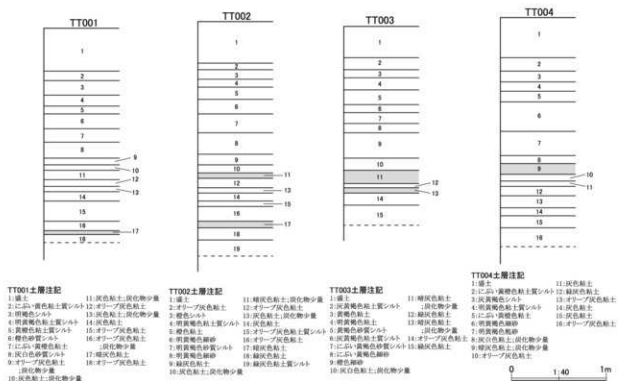 TT001
TT002
TT003
TT004
TT001土層注記
1:盛土
2:にぶい黄色粘土質シルト
3:明褐色シルト
4:明黄褐色粘土質シルト
5:黄橙色粘土質シルト
6:橙色砂質シルト
7:にぶい黄橙色粘土
8:灰白色砂質シルト
9:オリーブ灰色粘土
;炭化物少量
10:灰色粘土;炭化物少量
11:灰色粘土;炭化物少量
12:オリーブ灰色粘土
13:灰色粘土;炭化物少量
14:灰色粘土
15:オリーブ灰色粘土
16:オリーブ灰色粘土
;炭化物少量
17:暗灰色粘土
18:オリーブ灰色粘土
TT002土層注記
1:盛土
2:オリーブ灰色粘土
3:橙色シルト
4:明黄褐色粘土質シルト
5:橙色粘土
6:明黄褐色細砂
7:明黄褐色砂質シルト
8:明黄褐色細砂
9:緑灰色シルト
10:灰色粘土;炭化物少量
11:暗灰色粘土;炭化物少量
12:オリーブ灰色粘土
13:灰色粘土;炭化物少量
14:灰色粘土
15:オリーブ灰色粘土質シルト
16:オリーブ灰色粘土
17:暗灰色粘土
18:緑灰色粘土
19:緑灰色粘土質シルト
TT003土層注記
1:盛土
2:灰黄褐色粘土質シルト
3:黄褐色粘土
4:明黄褐色粘土
5:黄褐色砂質シルト
6:灰黄褐色粘土
7:にぶい黄褐色砂質シルト
8:にぶい黄褐色細砂
9:緑灰色シルト
10:灰白色粘土;炭化物少量
11:暗灰色粘土
;炭化物少量
12:緑灰色粘土
13:暗灰色粘土
;炭化物少量
14:オリーブ灰色粘土
15:緑灰色粘土
TT004土層注記
1:盛土
2:にぶい黄橙色粘土質シルト
3:灰黄色シルト
4:明黄褐色シルト
5:にぶい黄褐色シルト
6:黄橙色細砂
7:明黄褐色細砂
8:灰白色粘土;炭化物少量
9:暗灰色粘土;炭化物少量
10:オリーブ灰色粘土
11:灰色粘土
12:緑灰色粘土
13:オリーブ灰色粘土
14:灰色粘土
15:灰色粘土
16:オリーブ灰色粘土
0 1:40 1m